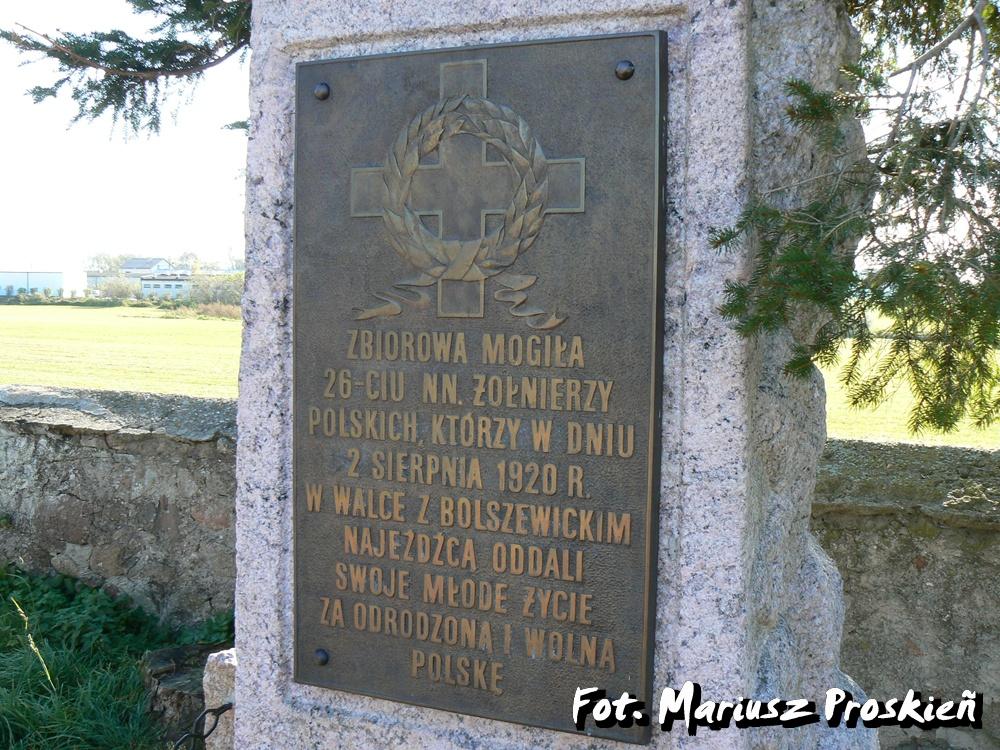 ZBIOROWA MOGIŁA
26-CIU NN. ŻOŁNIERZY
POLSKICH, KTÓRZY W DNIU
2 SIERPNIA 1920 R.
W WALCE Z BOLSZEWICKIM
NAJEŹDŹCĄ ODDALI
SWOJE MŁODE ŻYCIE
ZA ODRODZONĄ I WOLNĄ
POLSKĘ
Fot. Mariusz Proskieñ